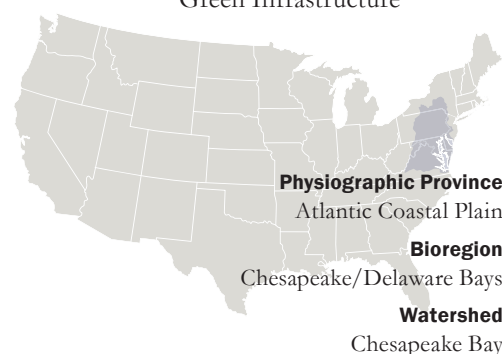 Green Infrastructure
Physiographic Province
Atlantic Coastal Plain
Bioregion
Chesapeake/Delaware Bays
Watershed
Chesapeake Bay